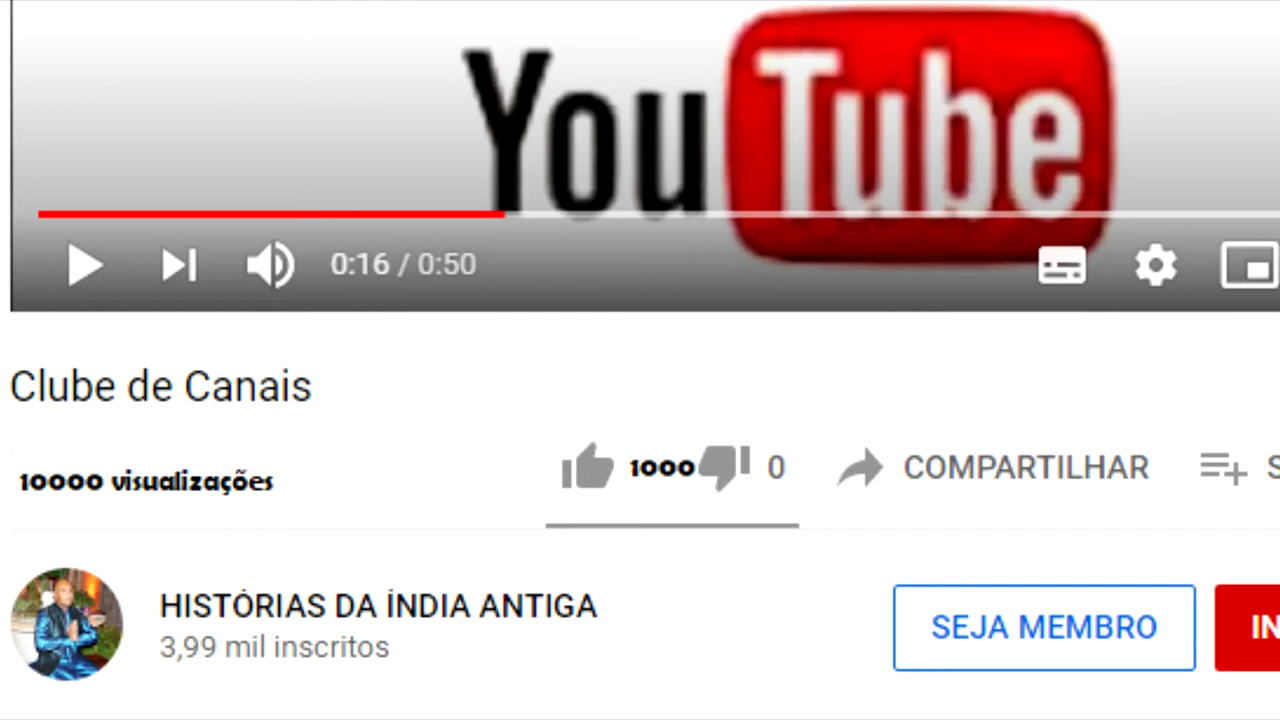 YouTube
0:16 / 0:50
Clube de Canais
10000 visualizações
1000 0 COMPARTILHAR
HISTÓRIAS DA ÍNDIA ANTIGA
3,99 mil inscritos
SEJA MEMBRO